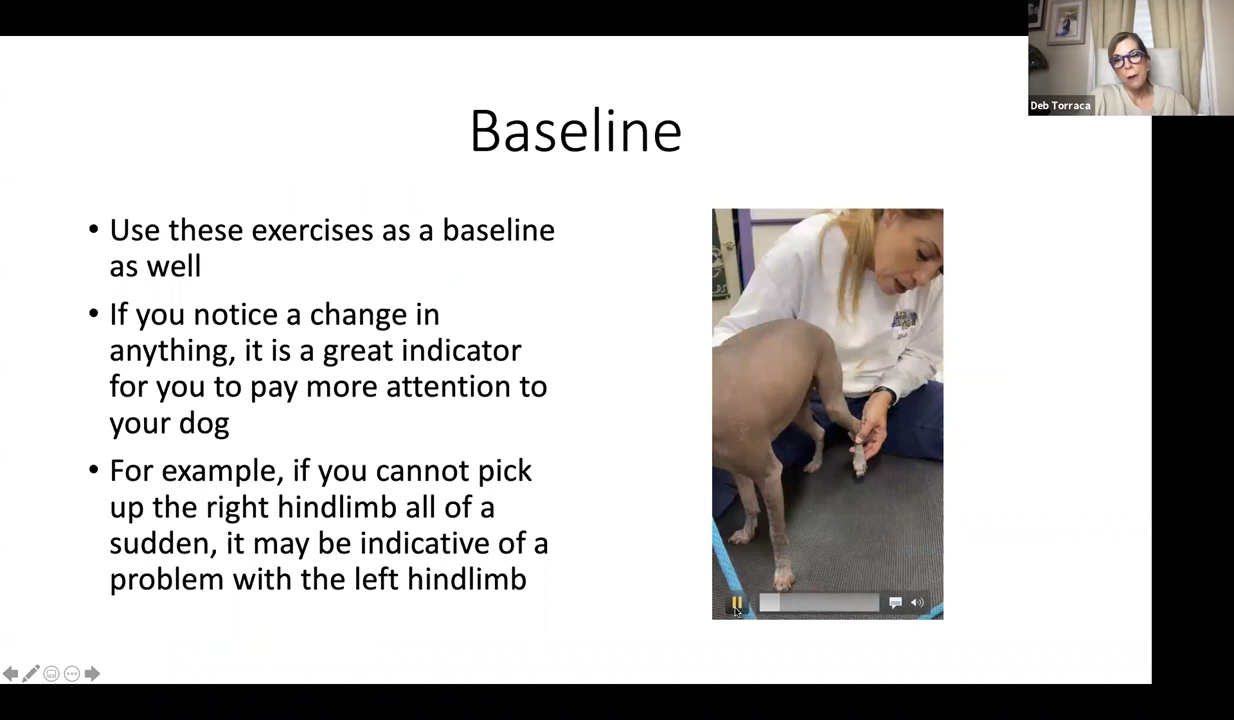 Deb Torraca
Baseline
• Use these exercises as a baseline
as well
• If you notice a change in
anything, it is a great indicator
for you to pay more attention to
your dog
• For example, if you cannot pick
up the right hindlimb all of a
sudden, it may be indicative of a
problem with the left hindlimb